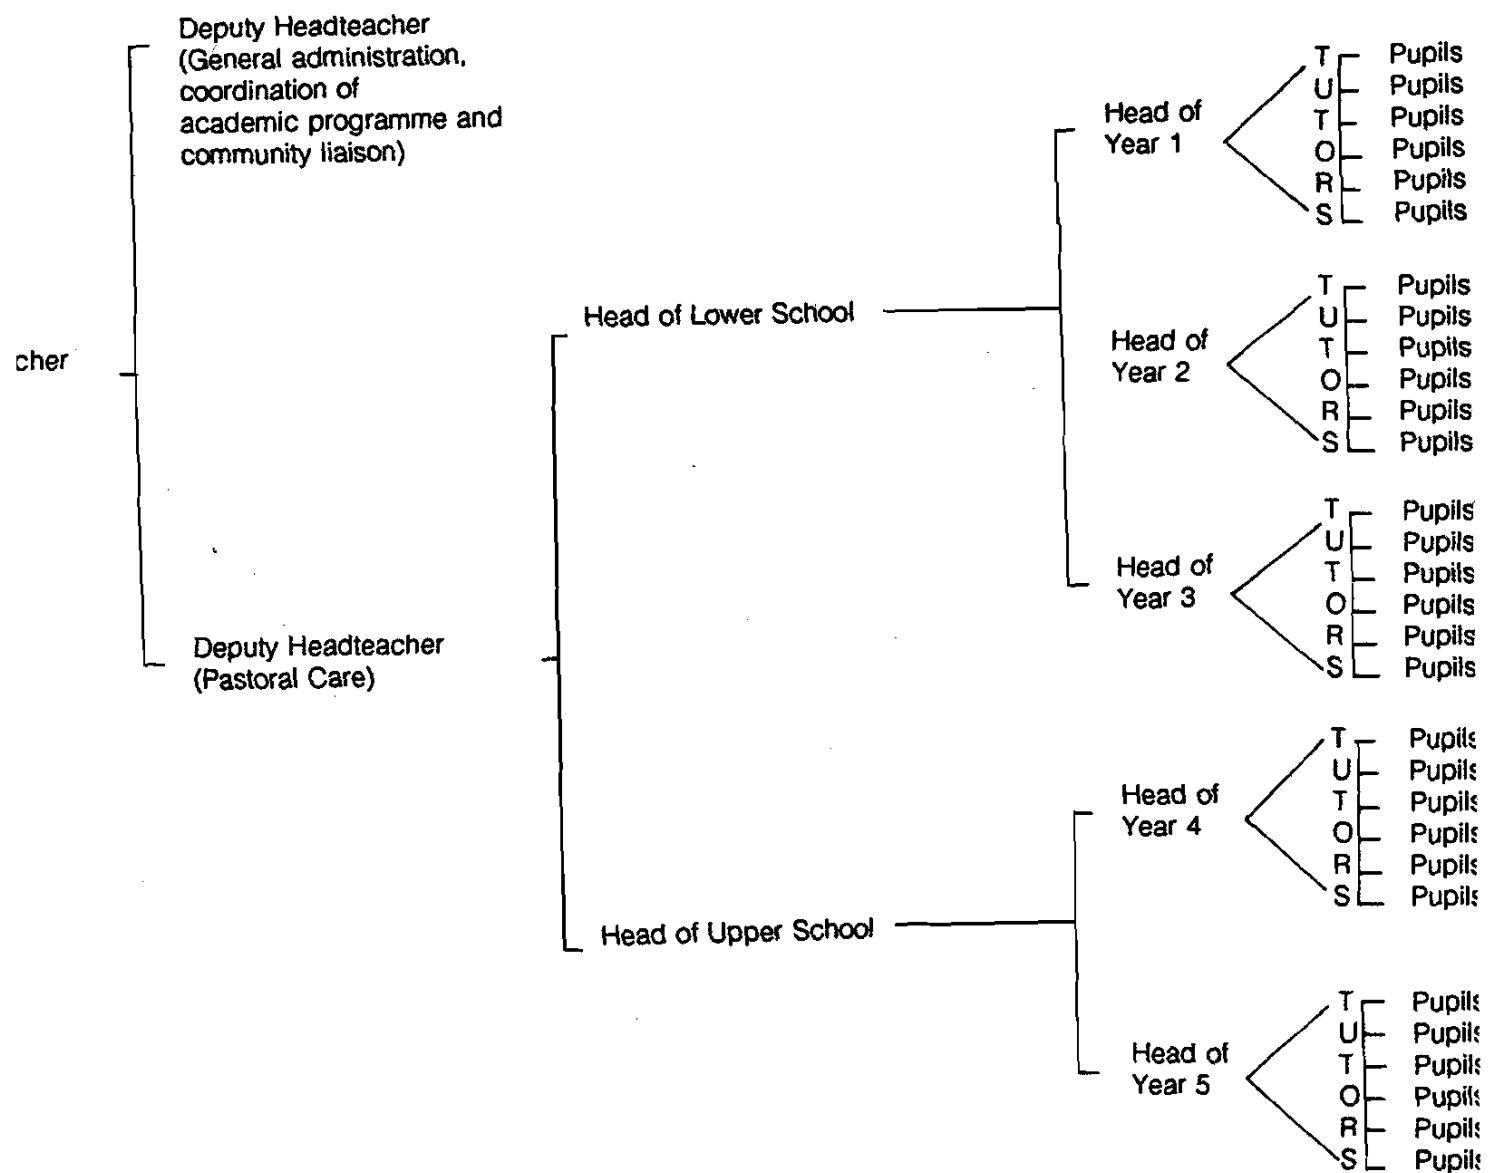 cher
Deputy Headteacher
(General administration,
coordination of
academic programme and
community liaison)
Deputy Headteacher
(Pastoral Care)
Head of Lower School
Head of Upper School
Head of
Year 1
T Pupils
U Pupils
T Pupils
O Pupils
R Pupils
S Pupils
Head of
Year 2
T Pupils
U Pupils
T Pupils
O Pupils
R Pupils
S Pupils
Head of
Year 3
T Pupils
U Pupils
T Pupils
O Pupils
R Pupils
S Pupils
Head of
Year 4
T Pupils
U Pupils
T Pupils
O Pupils
R Pupils
S Pupils
Head of
Year 5
T Pupils
U Pupils
T Pupils
O Pupils
R Pupils
S Pupils